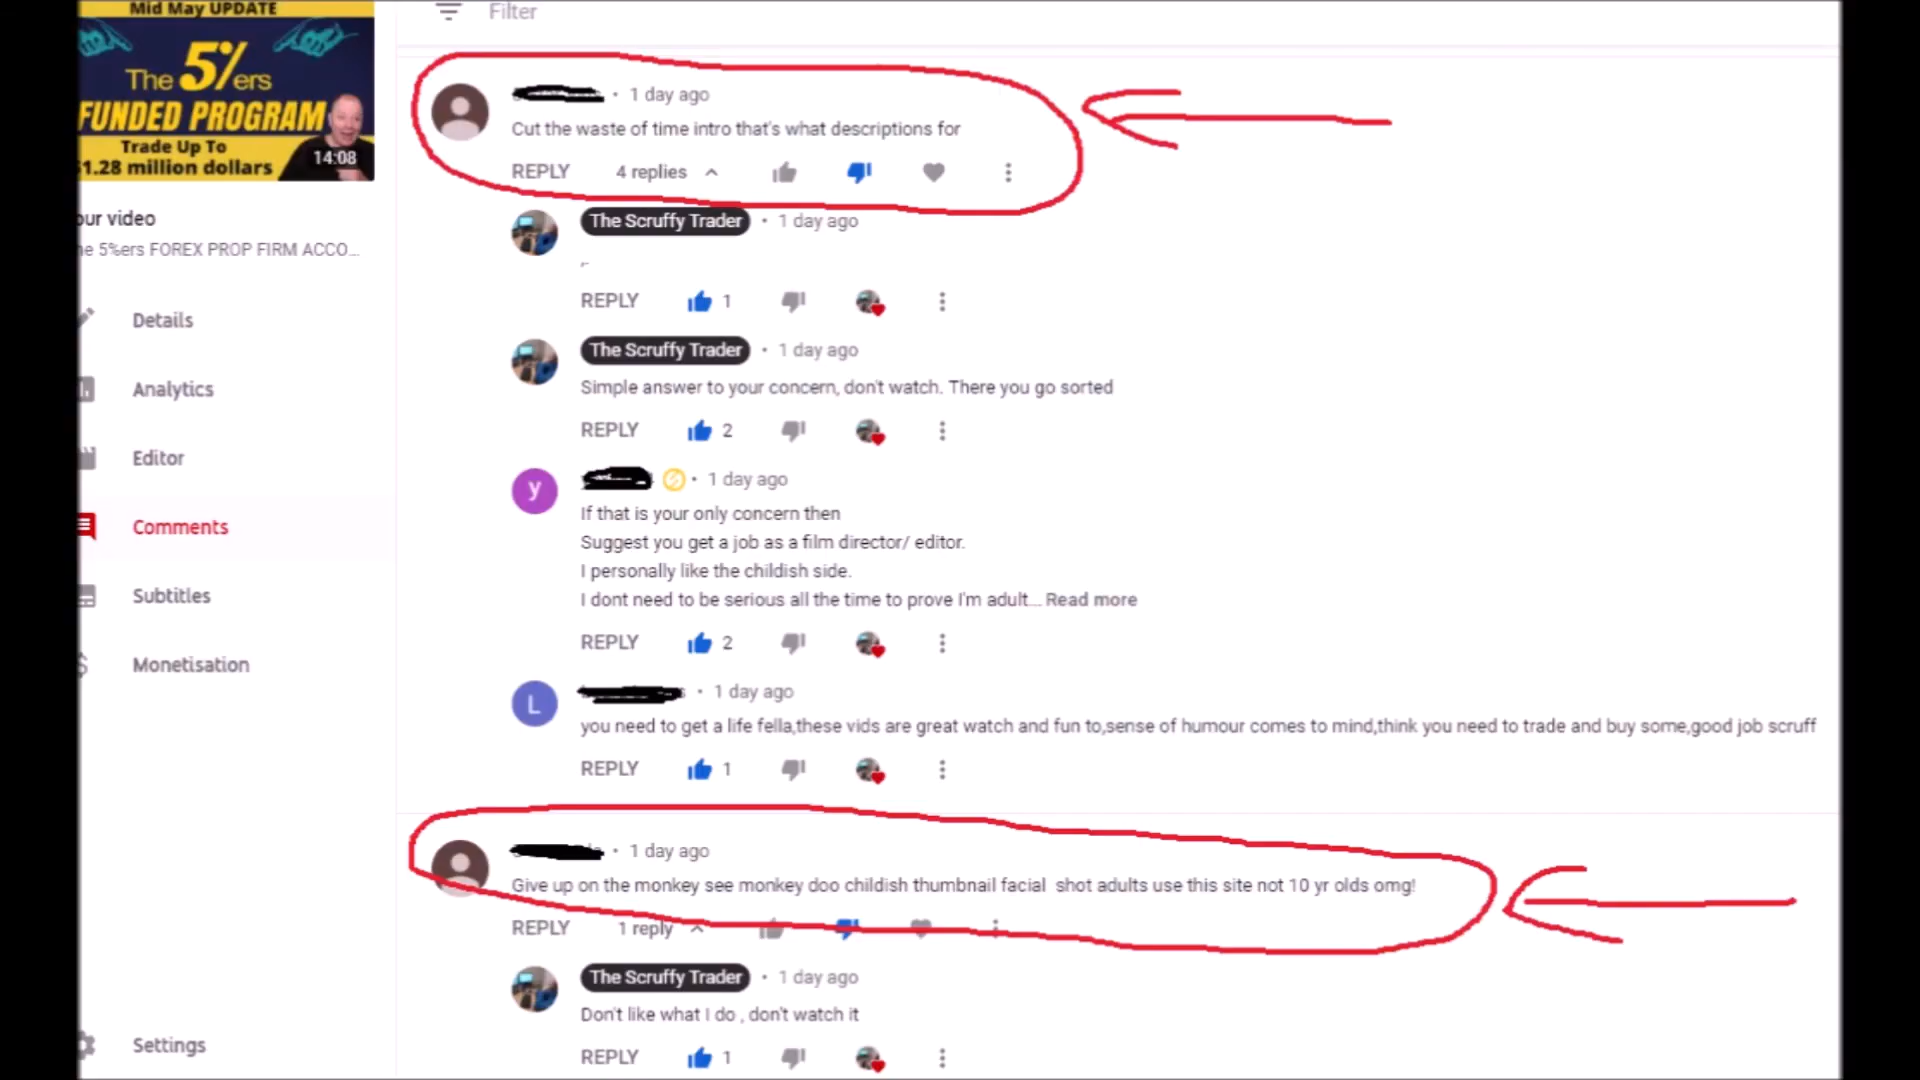 Mid May UPDATE
The 5%ers
FUNDED PROGRAM
Trade Up To
1.28 million dollars
14:08
our video
he 5%ers FOREX PROP FIRM ACCO...
Details
Analytics
Editor
Comments
Subtitles
Monetisation
Settings
Filter
• 1 day ago
Cut the waste of time intro that's what descriptions for
REPLY 4 replies
The Scruffy Trader • 1 day ago
REPLY 1
The Scruffy Trader • 1 day ago
Simple answer to your concern, don't watch. There you go sorted
REPLY 2
y • 1 day ago
If that is your only concern then
Suggest you get a job as a film director/ editor.
I personally like the childish side.
I dont need to be serious all the time to prove I'm adult... Read more
REPLY 2
L • 1 day ago
you need to get a life fella,these vids are great watch and fun to,sense of humour comes to mind,think you need to trade and buy some,good job scruff
REPLY 1
• 1 day ago
Give up on the monkey see monkey doo childish thumbnail facial shot adults use this site not 10 yr olds omg!
REPLY 1 reply
The Scruffy Trader • 1 day ago
Don't like what I do , don't watch it
REPLY 1